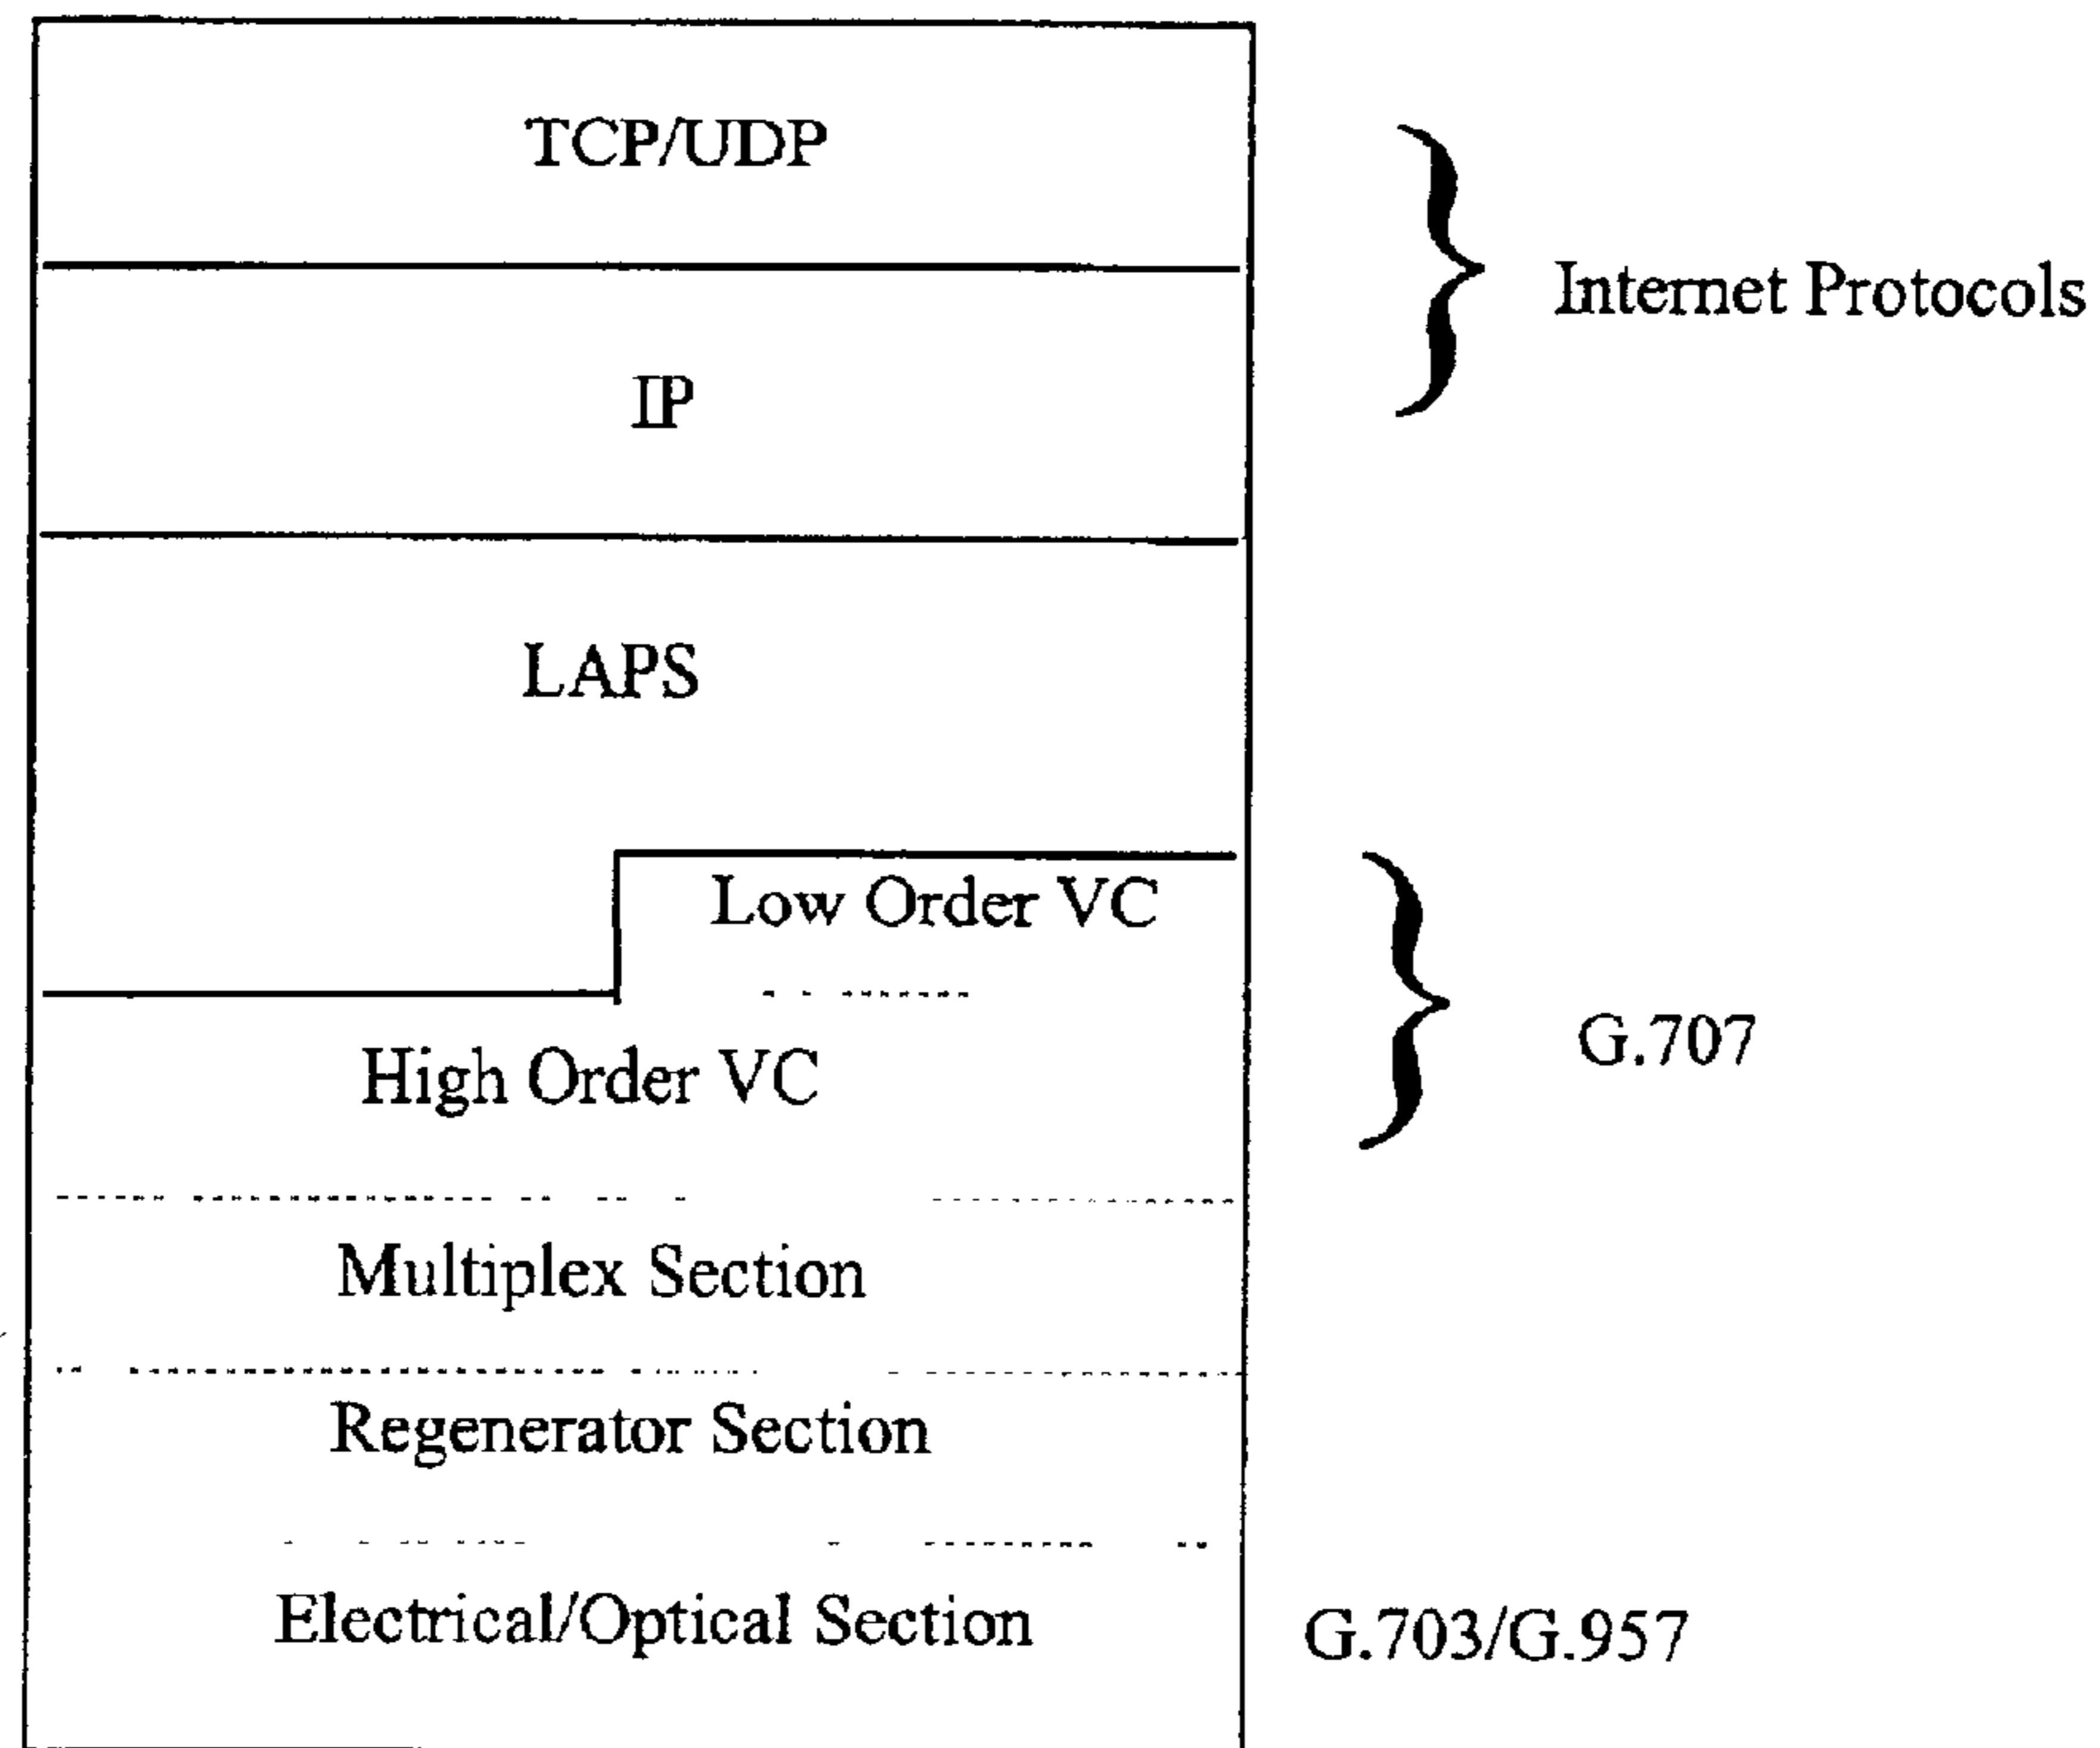 TCP/UDP
Internet Protocols
IP
LAPS
Low Order VC
G.707
High Order VC
Multiplex Section
Regenerator Section
Electrical/Optical Section
G.703/G.957